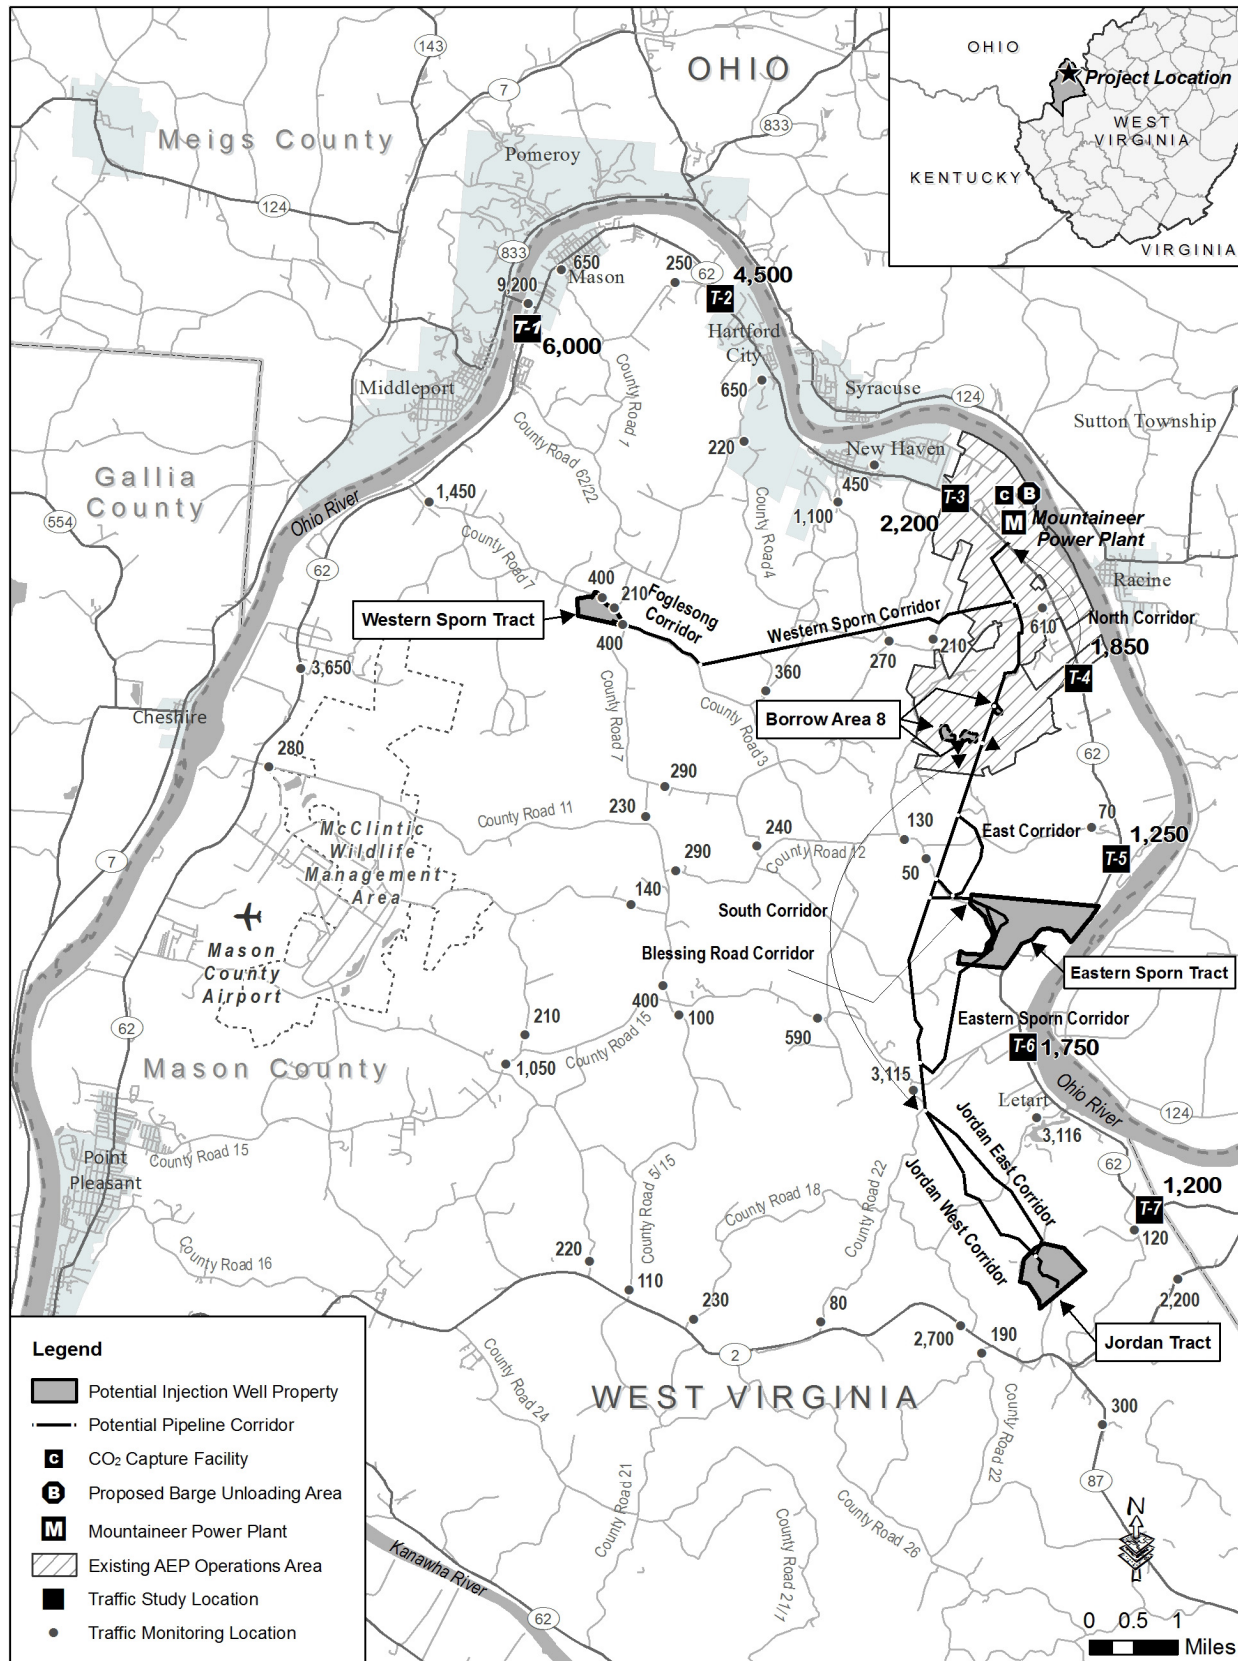 OHIO
143
7
833
Meigs County
Pomeroy
124
833
650
Mason
9,200
T-1
6,000
250
62
4,500
T-2
Hartford
City
Middleport
County Road 1
650
Syracuse
124
Sutton Township
County Road 62/22
220
New Haven
Gallia
County
554
Ohio River
1,450
County Road 7
450
1,100
County Road 4
T-3
2,200
C
B
M
Mountaineer
Power Plant
Racine
62
400
210
Foglesong
Corridor
Western Sporn Tract
400
Western Sporn Corridor
610
North Corridor
270
210
1,850
T-4
3,650
360
Cheshire
Borrow Area 8
County Road 7
County Road 3
280
62
290
230
County Road 11
McClintic
Wildlife
Management
Area
240
County Road 12
130
East Corridor
70
1,250
T-5
7
290
50
140
South Corridor
Mason
County
Airport
Blessing Road Corridor
Eastern Sporn Tract
400
100
62
210
County Road 15
590
Eastern Sporn Corridor
T-6
1,750
Mason County
1,050
3,115
Letart
Ohio River
124
3,116
Point
Pleasant
County Road 15
62
Jordan East Corridor
Jordan West Corridor
1,200
T-7
County Road 5/15
County Road 18
County Road 22
120
County Road 16
220
110
230
80
2,200
2,700
190
2
Jordan Tract
WEST VIRGINIA
County Road 24
County Road 22
300
87
County Road 21
County Road 26
County Road 21/1
Kanawha River
62
N
0 0.5 1
Miles
OHIO
Project Location
WEST
VIRGINIA
KENTUCKY
VIRGINIA
Legend
Potential Injection Well Property
Potential Pipeline Corridor
C CO₂ Capture Facility
B Proposed Barge Unloading Area
M Mountaineer Power Plant
Existing AEP Operations Area
Traffic Study Location
Traffic Monitoring Location